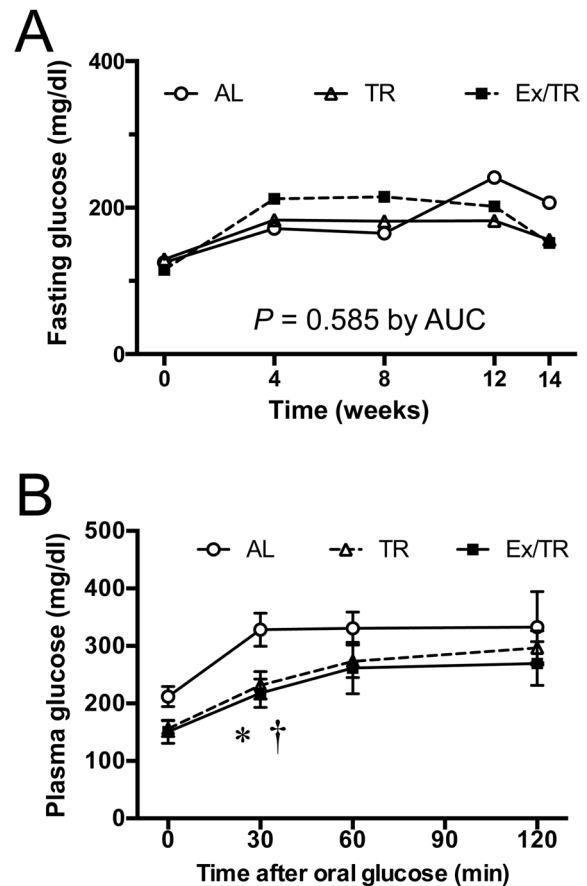 A
Fasting glucose (mg/dl)
400
200
0
AL TR Ex/TR
P = 0.585 by AUC
0 4 8 12 14
Time (weeks)
B
Plasma glucose (mg/dl)
500
400
300
200
100
0
AL TR Ex/TR
* †
0 30 60 90 120
Time after oral glucose (min)